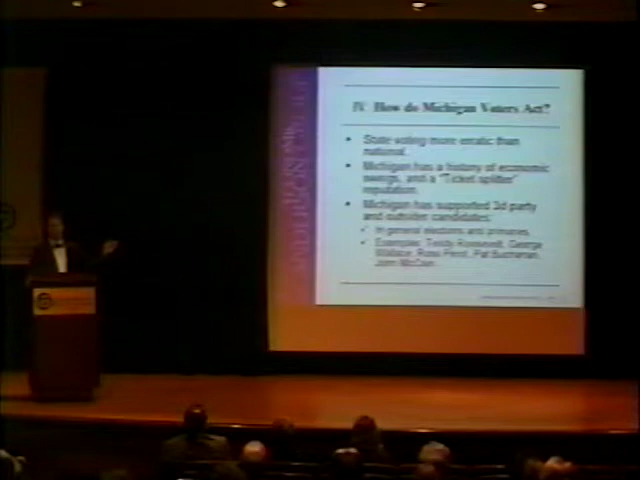 IV How do Michigan Voters Act?
• State voting more erratic than
national.
• Michigan has a history of economic
swings, and a "Ticket splitter"
reputation.
• Michigan has supported 3d party
and outsider candidates.
✓ In general elections and primaries.
✓ Examples: Teddy Roosevelt, George
Wallace, Ross Perot, Pat Buchanan,
John McCain